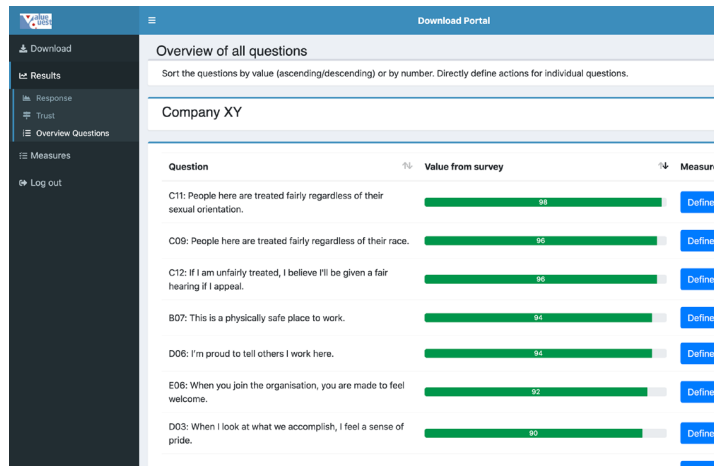 Value
Quest
Download Portal
Download
Overview of all questions
Sort the questions by value (ascending/descending) or by number. Directly define actions for individual questions.
Results
Response
Trust
Overview Questions
Measures
Log out
Company XY
Question
Value from survey
Measure
C11: People here are treated fairly regardless of their
sexual orientation.
98
Define
C09: People here are treated fairly regardless of their race.
96
Define
C12: If I am unfairly treated, I believe I'll be given a fair
hearing if I appeal.
96
Define
B07: This is a physically safe place to work.
94
Define
D06: I'm proud to tell others I work here.
94
Define
E06: When you join the organisation, you are made to feel
welcome.
92
Define
D03: When I look at what we accomplish, I feel a sense of
pride.
90
Define